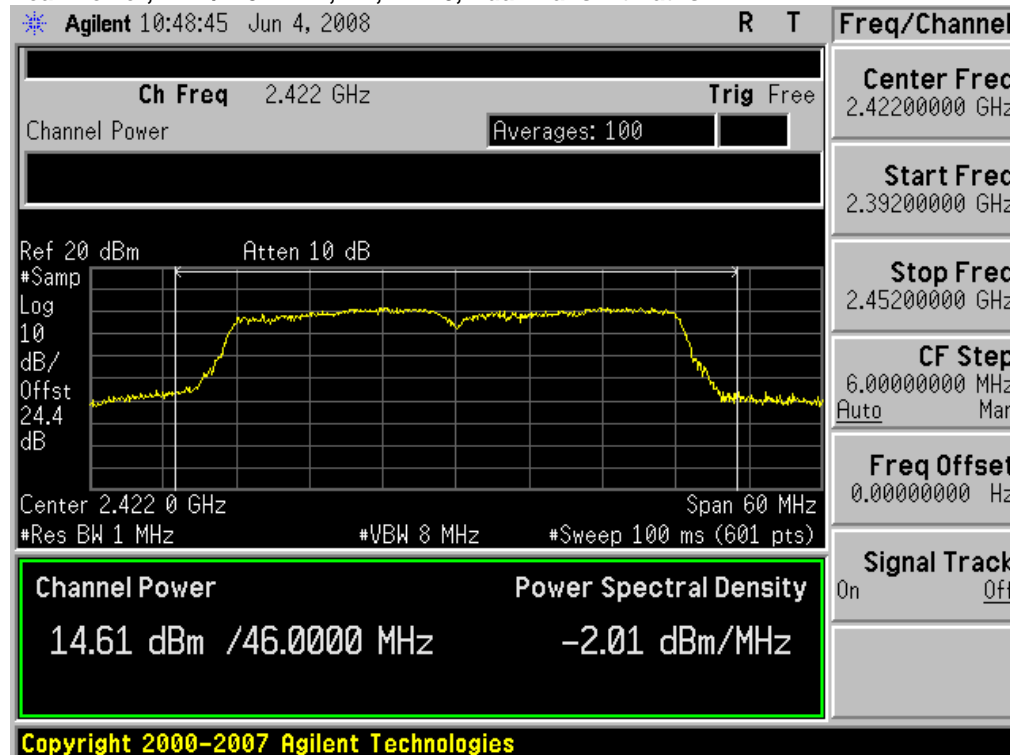 Agilent 10:48:45 Jun 4, 2008 R T
Ch Freq 2.422 GHz Trig Free
Channel Power Averages: 100
Ref 20 dBm Atten 10 dB
#Samp
Log
10
dB/
Offst
24.4
dB
Center 2.422 0 GHz Span 60 MHz
#Res BW 1 MHz #VBW 8 MHz #Sweep 100 ms (601 pts)
Channel Power Power Spectral Density
14.61 dBm /46.0000 MHz -2.01 dBm/MHz
Copyright 2000-2007 Agilent Technologies
Freq/Channel
Center Freq
2.42200000 GHz
Start Freq
2.39200000 GHz
Stop Freq
2.45200000 GHz
CF Step
6.00000000 MHz
Auto Man
Freq Offset
0.00000000 Hz
Signal Track
On Off